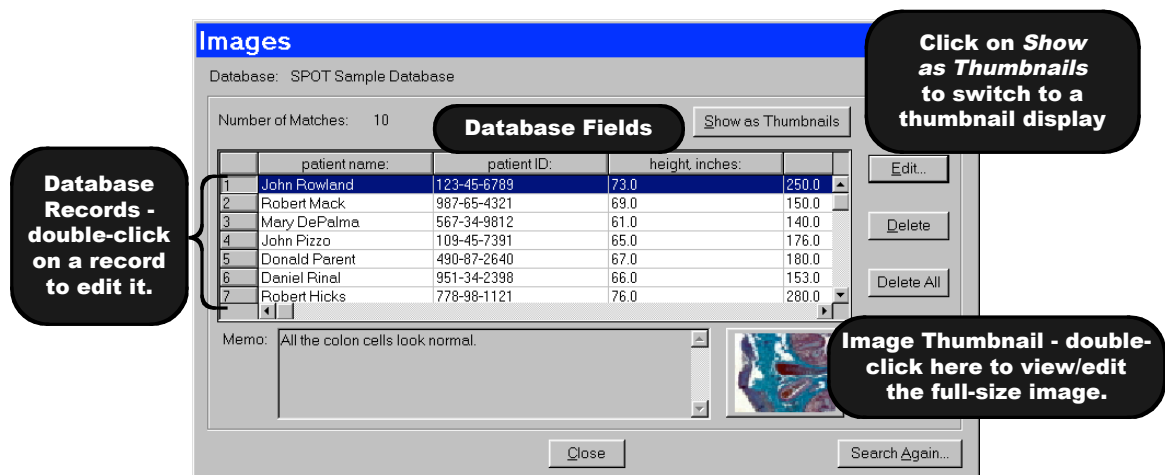 Images
Database: SPOT Sample Database
Number of Matches: 10
Database Fields
Show as Thumbnails
Click on Show
as Thumbnails
to switch to a
thumbnail display
patient name: patient ID: height, inches:
1 John Rowland 123-45-6789 73.0 250.0
2 Robert Mack 987-65-4321 69.0 150.0
3 Mary DePalma 567-34-9812 61.0 140.0
4 John Pizzo 109-45-7391 65.0 176.0
5 Donald Parent 490-87-2640 67.0 180.0
6 Daniel Rinal 951-34-2398 66.0 153.0
7 Robert Hicks 778-98-1121 76.0 280.0
Database
Records -
double-click
on a record
to edit it.
Edit...
Delete
Delete All
Memo: All the colon cells look normal.
Image Thumbnail - double-
click here to view/edit
the full-size image.
Close
Search Again...